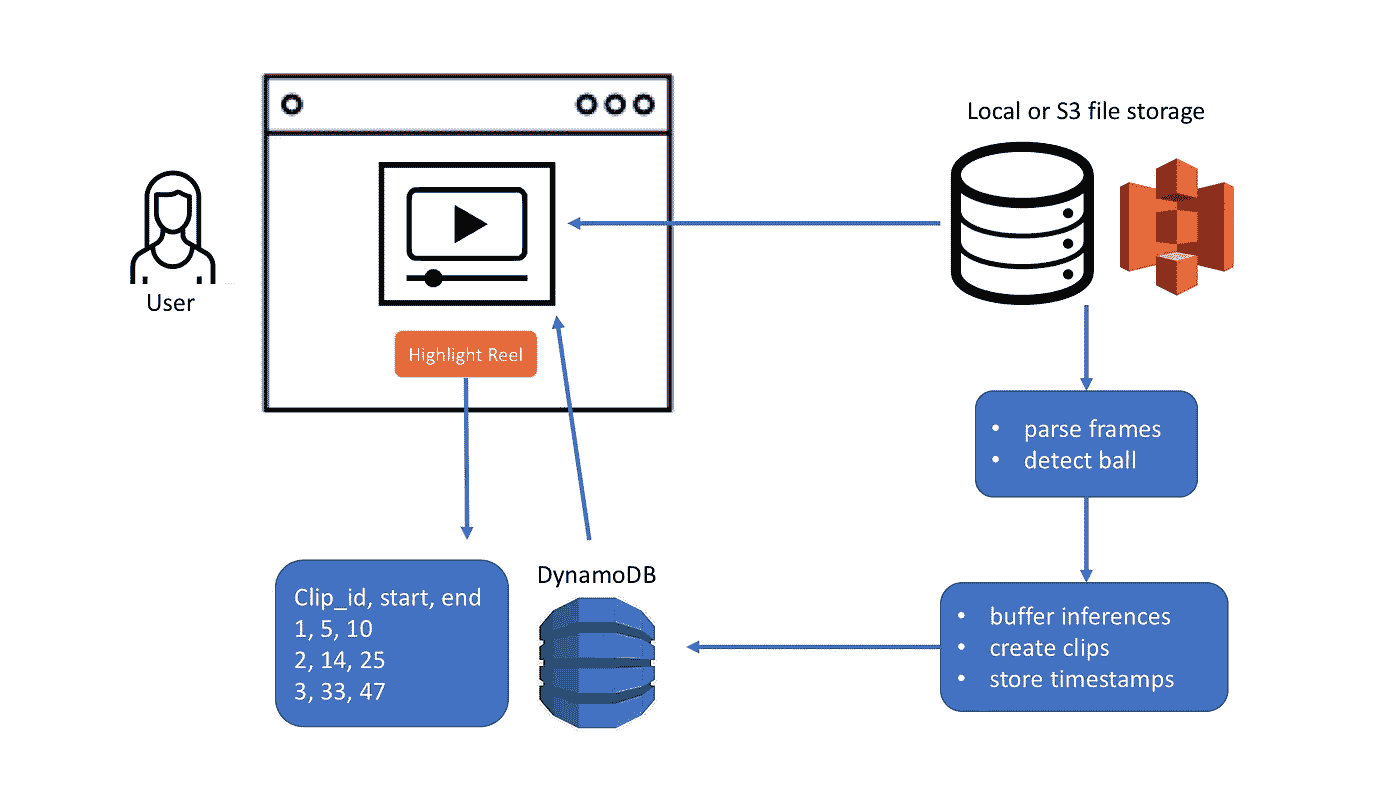 Local or S3 file storage
User
Highlight Reel
• parse frames
• detect ball
DynamoDB
Clip_id, start, end
1, 5, 10
2, 14, 25
3, 33, 47
• buffer inferences
• create clips
• store timestamps